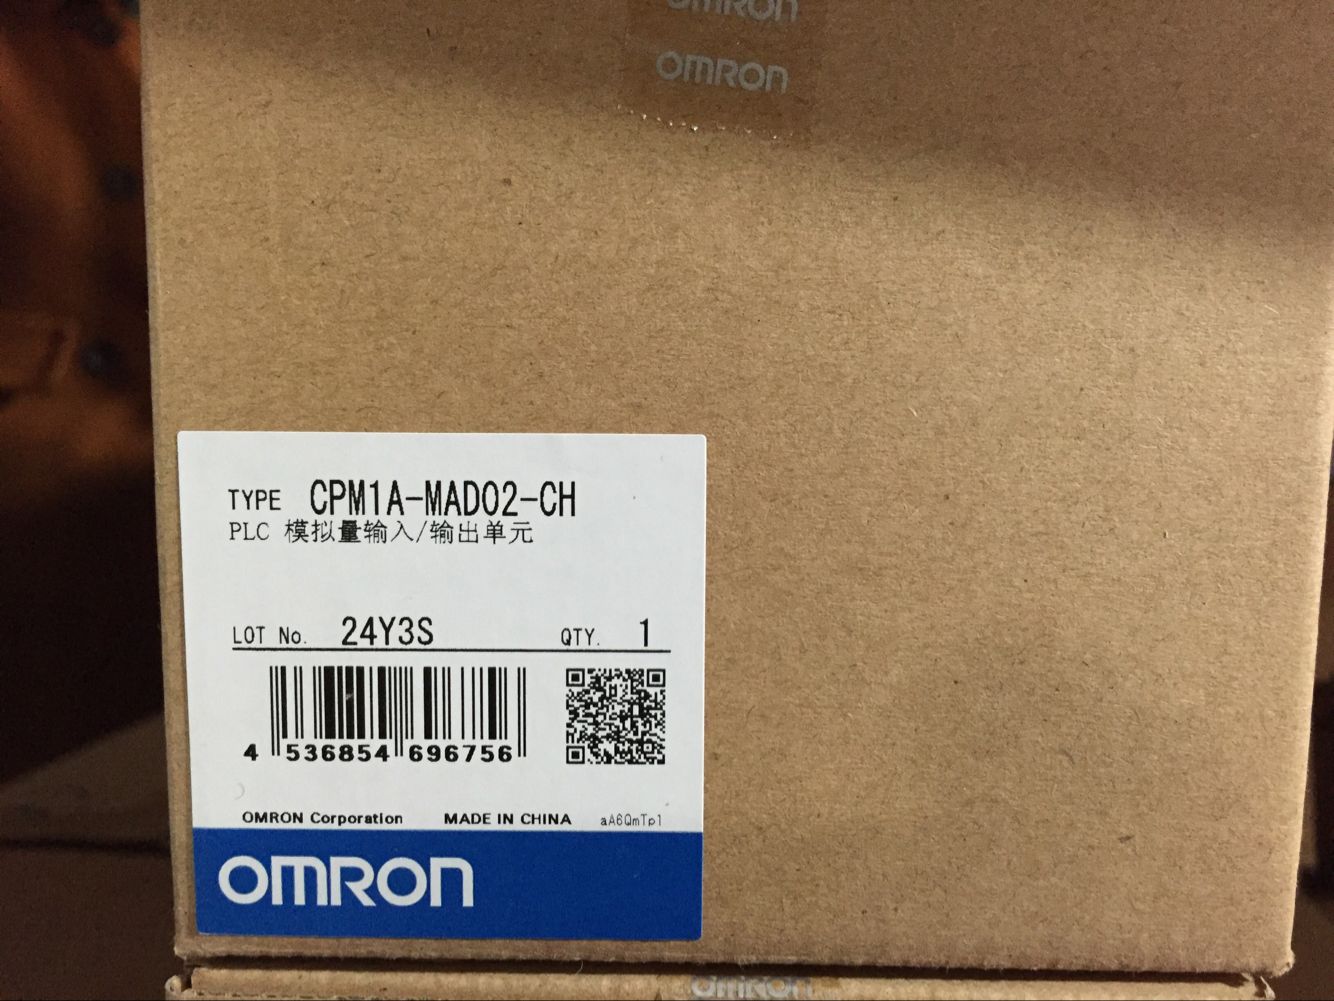 OMRON
OMRON
TYPE CPM1A-MAD02-CH
PLC 模拟量输入/输出单元
LOT No. 24Y3S QTY. 1
4 536854 696756
OMRON Corporation MADE IN CHINA aA6QmTp1
OMRON
OMRON